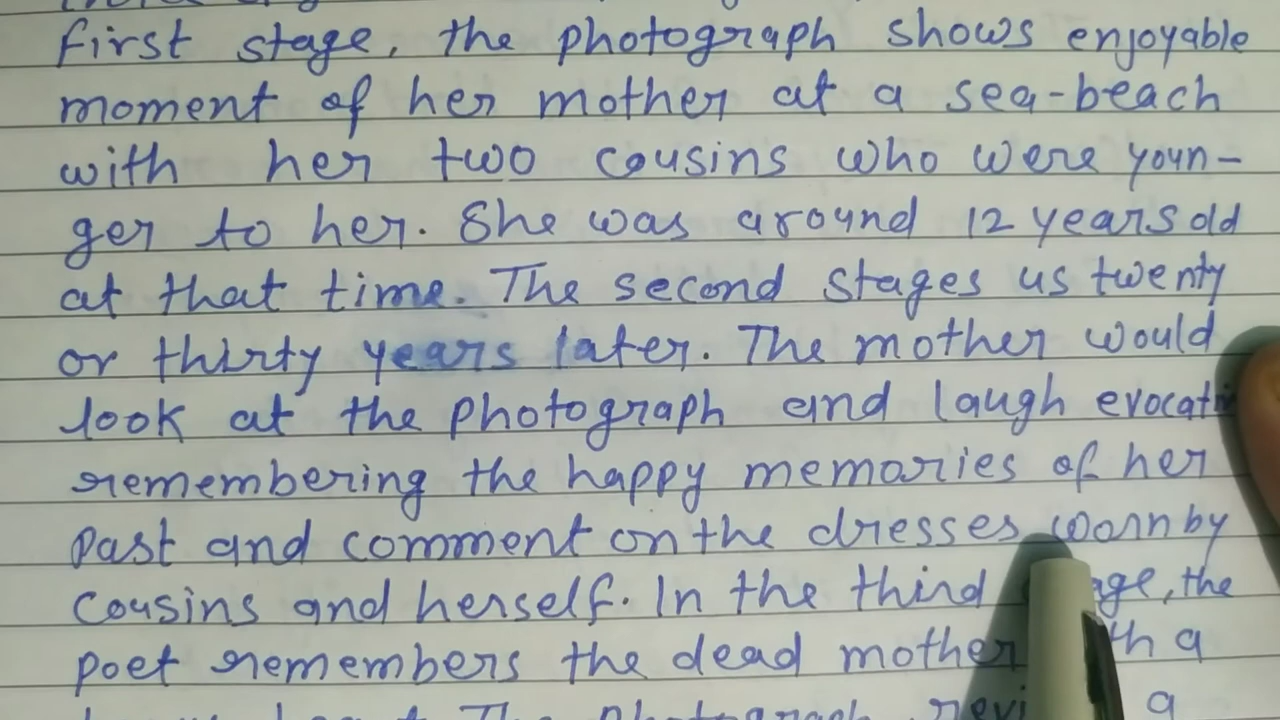 first stage, the photograph shows enjoyable
moment of her mother at a sea-beach
with her two cousins who were youn-
ger to her. She was around 12 years old
at that time. The second stages us twenty
or thirty years later. The mother would
look at the photograph and laugh
remembering the happy memories of her
past and comment on the dresses worn by
cousins and herself. In the third the
poet remembers the dead mother a
The a